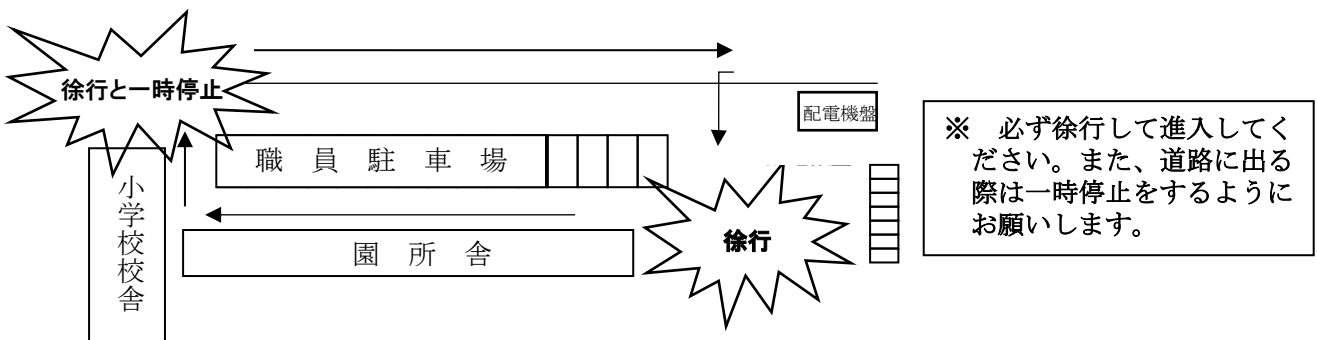 徐行と一時停止
配電機盤
※　必ず徐行して進入してく
ださい。また、道路に出る
際は一時停止をするように
お願いします。
職　員　駐　車　場
小学校校舎
徐行
園　所　舎